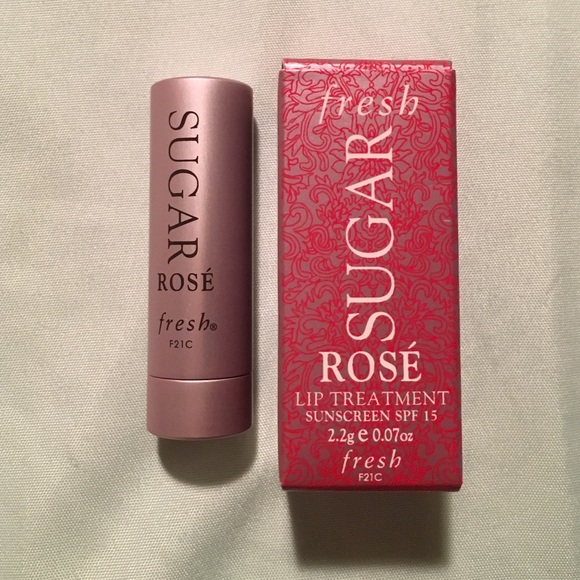 SUGAR
ROSÉ
fresh®
F21C
fresh
SUGAR
ROSÉ
LIP TREATMENT
SUNSCREEN SPF 15
2.2g e 0.07oz
fresh
F21C